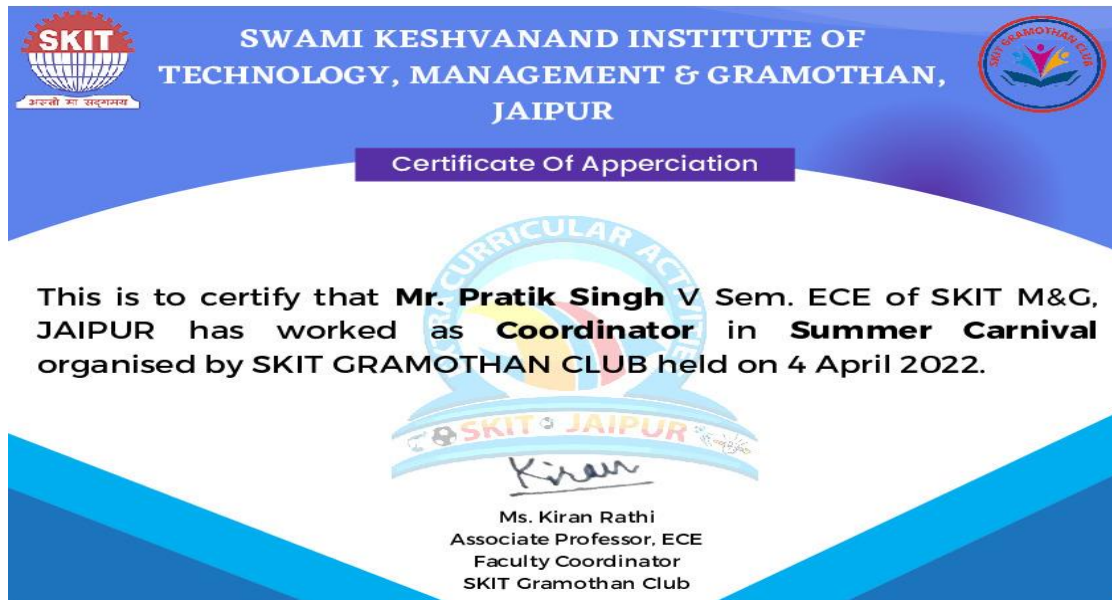 SKIT
असतो मा सद्गमय
SWAMI KESHVANAND INSTITUTE OF
TECHNOLOGY, MANAGEMENT & GRAMOTHAN,
JAIPUR
SKIT GRAMOTHAN CLUB
Certificate Of Apperciation
This is to certify that Mr. Pratik Singh V Sem. ECE of SKIT M&G,
JAIPUR has worked as Coordinator in Summer Carnival
organised by SKIT GRAMOTHAN CLUB held on 4 April 2022.
CURRICULAR
SKIT JAIPUR
Kiran
Ms. Kiran Rathi
Associate Professor, ECE
Faculty Coordinator
SKIT Gramothan Club